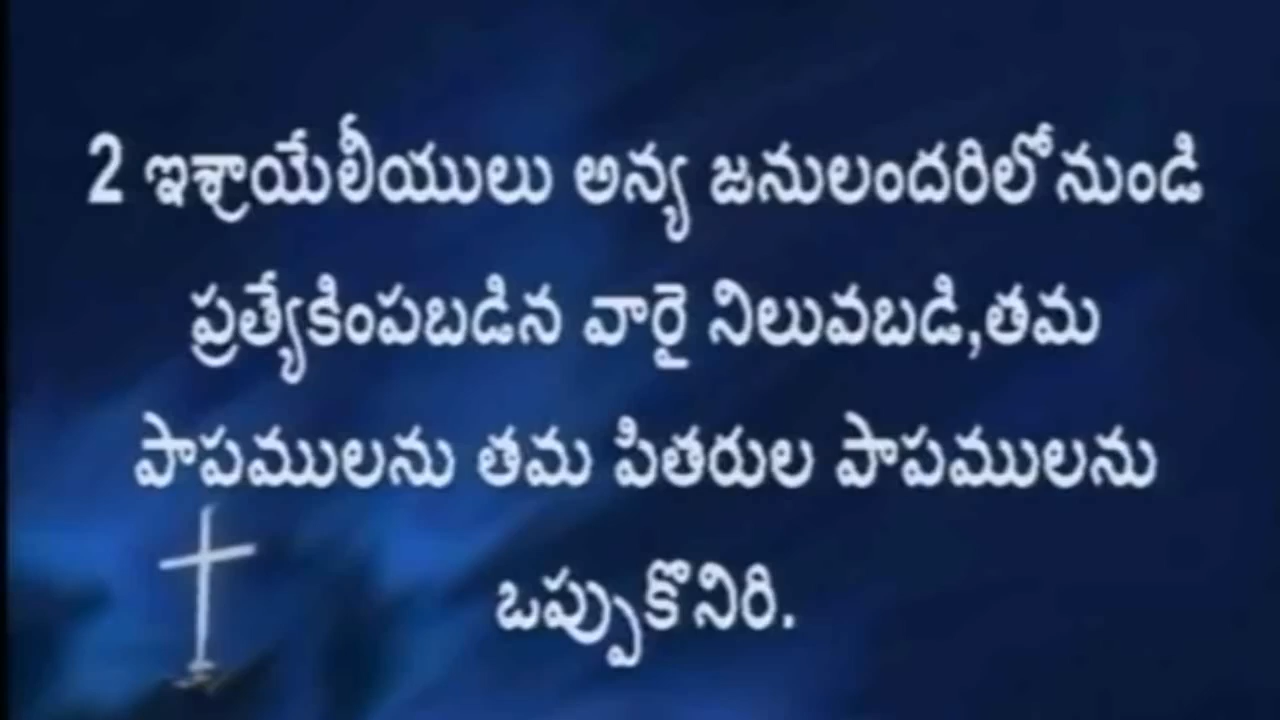 2 ఇశ్రాయేలీయులు అన్య జనులందరిలోనుండి
ప్రత్యేకింపబడిన వారై నిలువబడి,తమ
పాపములను తమ పితరుల పాపములను
ఒప్పుకొనిరి.